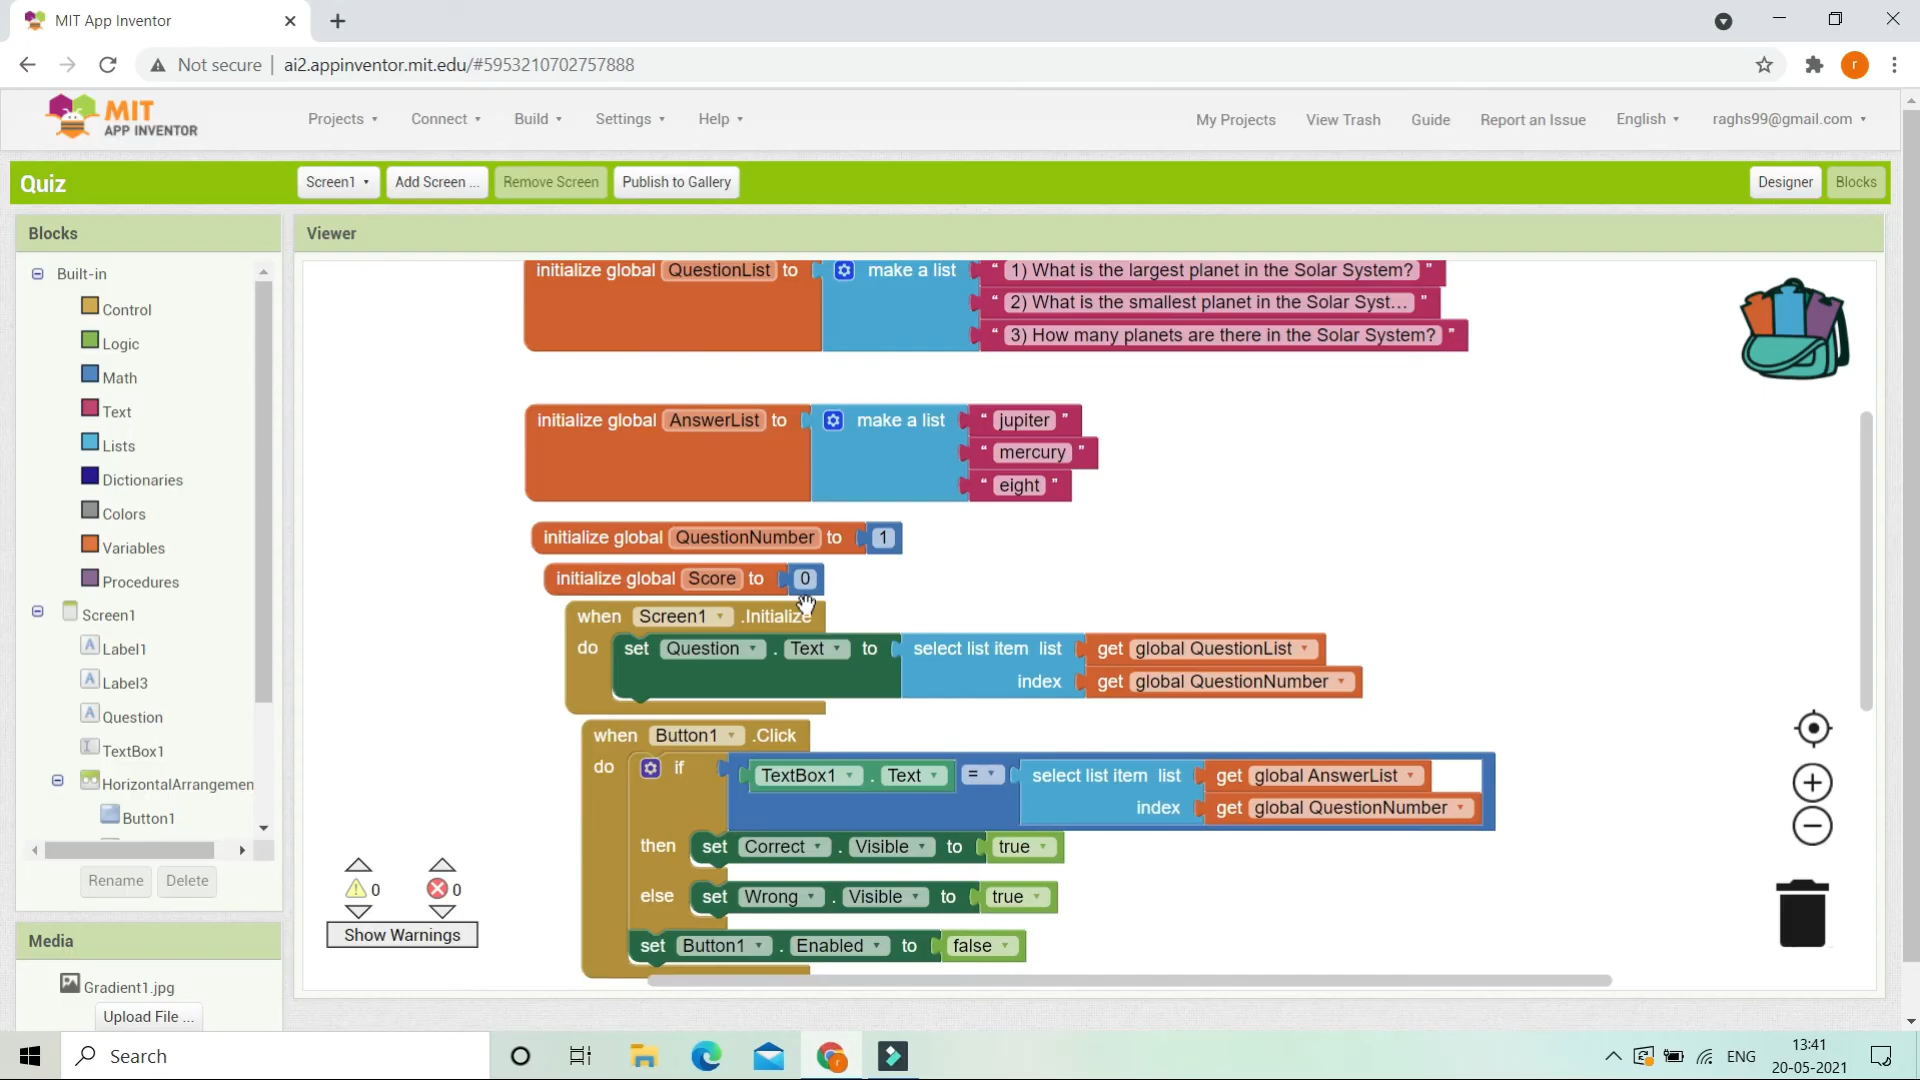 MIT App Inventor
Not secure
ai2.appinventor.mit.edu/#5953210702757888
r
MIT
APP INVENTOR
Projects
Connect
Build
Settings
Help
My Projects
View Trash
Guide
Report an Issue
English
raghs99@gmail.com
Quiz
Screen1
Add Screen ...
Remove Screen
Publish to Gallery
Designer
Blocks
Blocks
Built-in
Control
Logic
Math
Text
Lists
Dictionaries
Colors
Variables
Procedures
Screen1
Label1
Label3
Question
TextBox1
HorizontalArrangemen
Button1
Rename
Delete
Media
Gradient1.jpg
Upload File ...
Viewer
initialize global QuestionList to make a list “ 1) What is the largest planet in the Solar System? ”
“ 2) What is the smallest planet in the Solar Syst... ”
“ 3) How many planets are there in the Solar System? ”
initialize global AnswerList to make a list “ jupiter ”
“ mercury ”
“ eight ”
initialize global QuestionNumber to 1
initialize global Score to 0
when Screen1 .Initialize
do set Question . Text to select list item list get global QuestionList
index get global QuestionNumber
when Button1 .Click
do if TextBox1 . Text = select list item list get global AnswerList
index get global QuestionNumber
then set Correct . Visible to true
else set Wrong . Visible to true
set Button1 . Enabled to false
0 0
Show Warnings
Search
r
ENG
13:41
20-05-2021